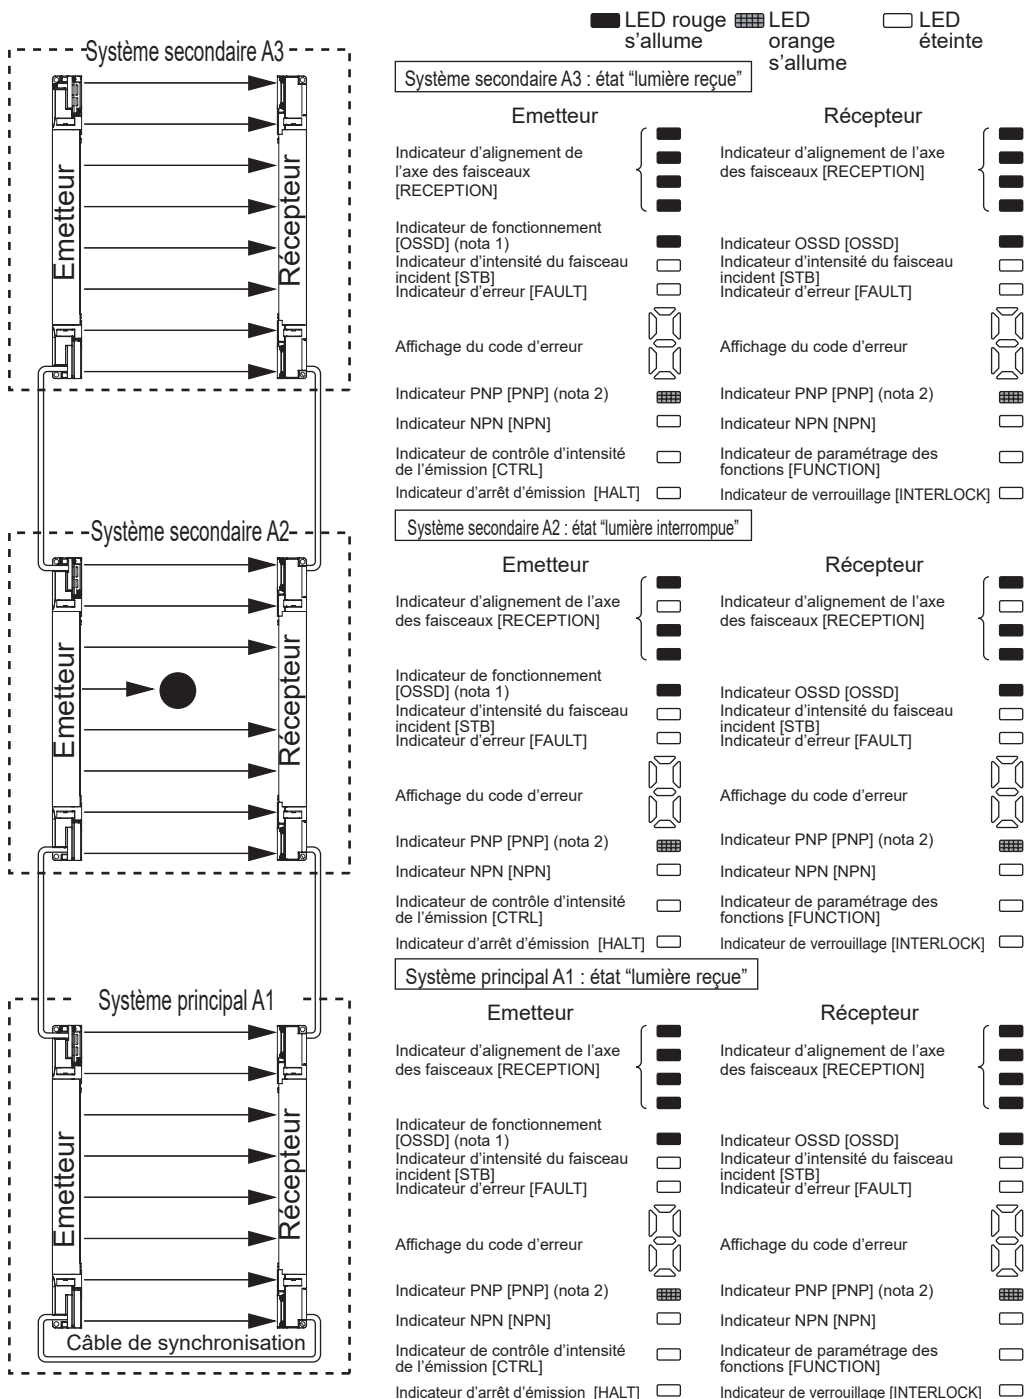 LED rouge s'allume
LED orange s'allume
LED éteinte
Système secondaire A3
Emetteur
Récepteur
Système secondaire A3 : état “lumière reçue”
Emetteur
Récepteur
Indicateur d’alignement de
l’axe des faisceaux
[RECEPTION]
Indicateur d’alignement de l’axe
des faisceaux [RECEPTION]
Indicateur de fonctionnement
[OSSD] (nota 1)
Indicateur OSSD [OSSD]
Indicateur d’intensité du faisceau
incident [STB]
Indicateur d’intensité du faisceau
incident [STB]
Indicateur d’erreur [FAULT]
Indicateur d’erreur [FAULT]
Affichage du code d’erreur
Affichage du code d’erreur
Indicateur PNP [PNP] (nota 2)
Indicateur PNP [PNP] (nota 2)
Indicateur NPN [NPN]
Indicateur NPN [NPN]
Indicateur de contrôle d’intensité
de l’émission [CTRL]
Indicateur de paramétrage des
fonctions [FUNCTION]
Indicateur d’arrêt d’émission [HALT]
Indicateur de verrouillage [INTERLOCK]
Système secondaire A2
Emetteur
Récepteur
Système secondaire A2 : état “lumière interrompue”
Emetteur
Récepteur
Indicateur d’alignement de l’axe
des faisceaux [RECEPTION]
Indicateur d’alignement de l’axe
des faisceaux [RECEPTION]
Indicateur de fonctionnement
[OSSD] (nota 1)
Indicateur OSSD [OSSD]
Indicateur d’intensité du faisceau
incident [STB]
Indicateur d’intensité du faisceau
incident [STB]
Indicateur d’erreur [FAULT]
Indicateur d’erreur [FAULT]
Affichage du code d’erreur
Affichage du code d’erreur
Indicateur PNP [PNP] (nota 2)
Indicateur PNP [PNP] (nota 2)
Indicateur NPN [NPN]
Indicateur NPN [NPN]
Indicateur de contrôle d’intensité
de l’émission [CTRL]
Indicateur de paramétrage des
fonctions [FUNCTION]
Indicateur d’arrêt d’émission [HALT]
Indicateur de verrouillage [INTERLOCK]
Système principal A1
Emetteur
Récepteur
Câble de synchronisation
Système principal A1 : état “lumière reçue”
Emetteur
Récepteur
Indicateur d’alignement de l’axe
des faisceaux [RECEPTION]
Indicateur d’alignement de l’axe
des faisceaux [RECEPTION]
Indicateur de fonctionnement
[OSSD] (nota 1)
Indicateur OSSD [OSSD]
Indicateur d’intensité du faisceau
incident [STB]
Indicateur d’intensité du faisceau
incident [STB]
Indicateur d’erreur [FAULT]
Indicateur d’erreur [FAULT]
Affichage du code d’erreur
Affichage du code d’erreur
Indicateur PNP [PNP] (nota 2)
Indicateur PNP [PNP] (nota 2)
Indicateur NPN [NPN]
Indicateur NPN [NPN]
Indicateur de contrôle d’intensité
de l’émission [CTRL]
Indicateur de paramétrage des
fonctions [FUNCTION]
Indicateur d’arrêt d’émission [HALT]
Indicateur de verrouillage [INTERLOCK]